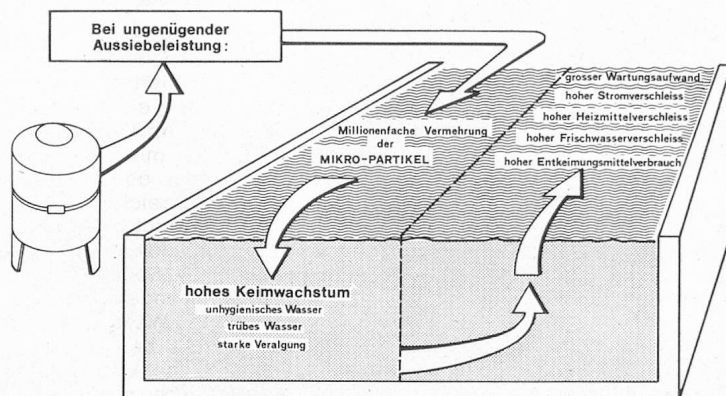 Bei ungenügender
Aussiebeleistung:
Millionenfache Vermehrung
der
MIKRO-PARTIKEL
grosser Wartungsaufwand
hoher Stromverschleiss
hoher Heizmittelverschleiss
hoher Frischwasserverschleiss
hoher Entkeimungsmittelverbrauch
hohes Keimwachstum
unhygienisches Wasser
trübes Wasser
starke Veralgung